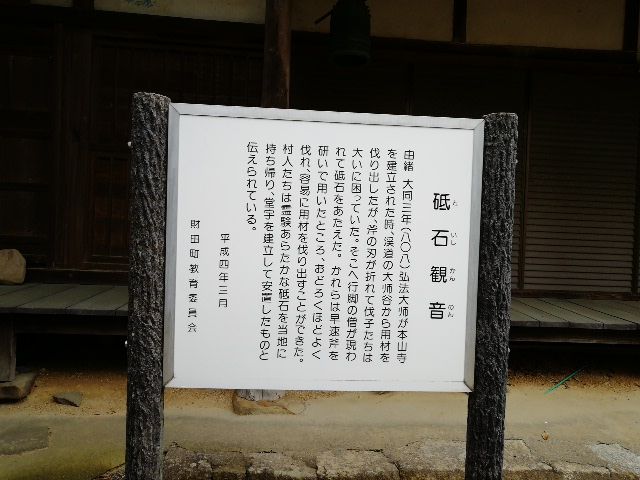 砥石観音
といしかんのん
由緒 大同三年(八〇八)弘法大師が本山寺
を建立された時、渓道の大師谷から用材を
伐り出したが、斧の刃が折れて伐子たちは
大いに困っていた。そこへ行脚の僧が現わ
れて砥石をあたえた。かれらは早速斧を
研いで用いたところ、おどろくほどよく
伐れ、容易に用材を伐り出すことができた。
村人たちは霊験あらたかな砥石を当地に
持ち帰り、堂宇を建立して安置したものと
伝えられている。
平成四年三月
財田町教育委員会